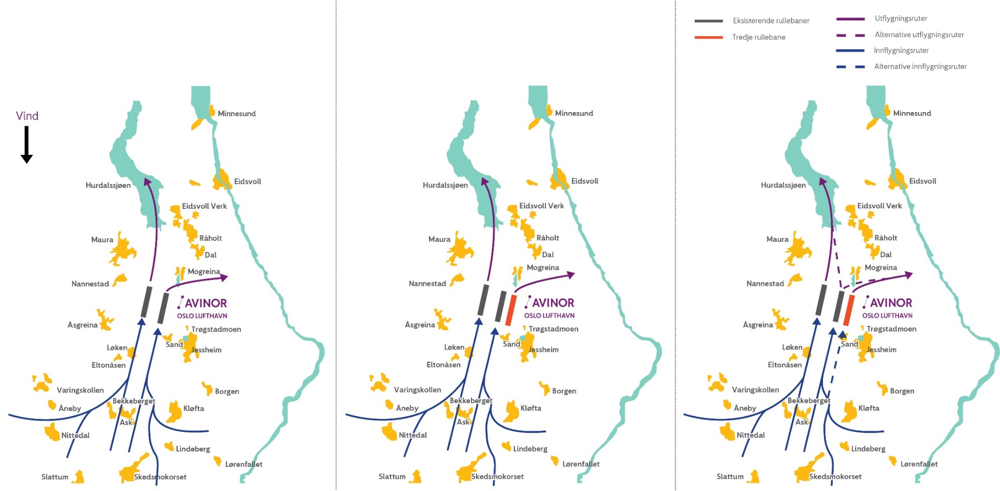 Vind
Minnesund
Hurdalssjøen
Eidsvoll
Eidsvoll Verk
Maura
Råholt
Dal
Mogreina
Nannestad
AVINOR
OSLO LUFTHAVN
Åsgreina
Trøgstadmoen
Sand
Løken
Jessheim
Eltonåsen
Varingskollen
Borgen
Bekkeberget
Åneby
Kløfta
Ask
Nittedal
Lindeberg
Lørenfallet
Slattum
Skedsmokorset
Minnesund
Hurdalssjøen
Eidsvoll
Eidsvoll Verk
Maura
Råholt
Dal
Mogreina
Nannestad
AVINOR
OSLO LUFTHAVN
Åsgreina
Trøgstadmoen
Sand
Løken
Jessheim
Eltonåsen
Varingskollen
Borgen
Bekkeberget
Åneby
Kløfta
Ask
Nittedal
Lindeberg
Lørenfallet
Slattum
Skedsmokorset
Eksisterende rullebaner
Tredje rullebane
Utflygningsruter
Alternative utflygningsruter
Innflygningsruter
Alternative innflygningsruter
Minnesund
Hurdalssjøen
Eidsvoll
Eidsvoll Verk
Maura
Råholt
Dal
Mogreina
Nannestad
AVINOR
OSLO LUFTHAVN
Åsgreina
Trøgstadmoen
Sand
Løken
Jessheim
Eltonåsen
Varingskollen
Borgen
Bekkeberget
Åneby
Kløfta
Ask
Nittedal
Lindeberg
Lørenfallet
Slattum
Skedsmokorset